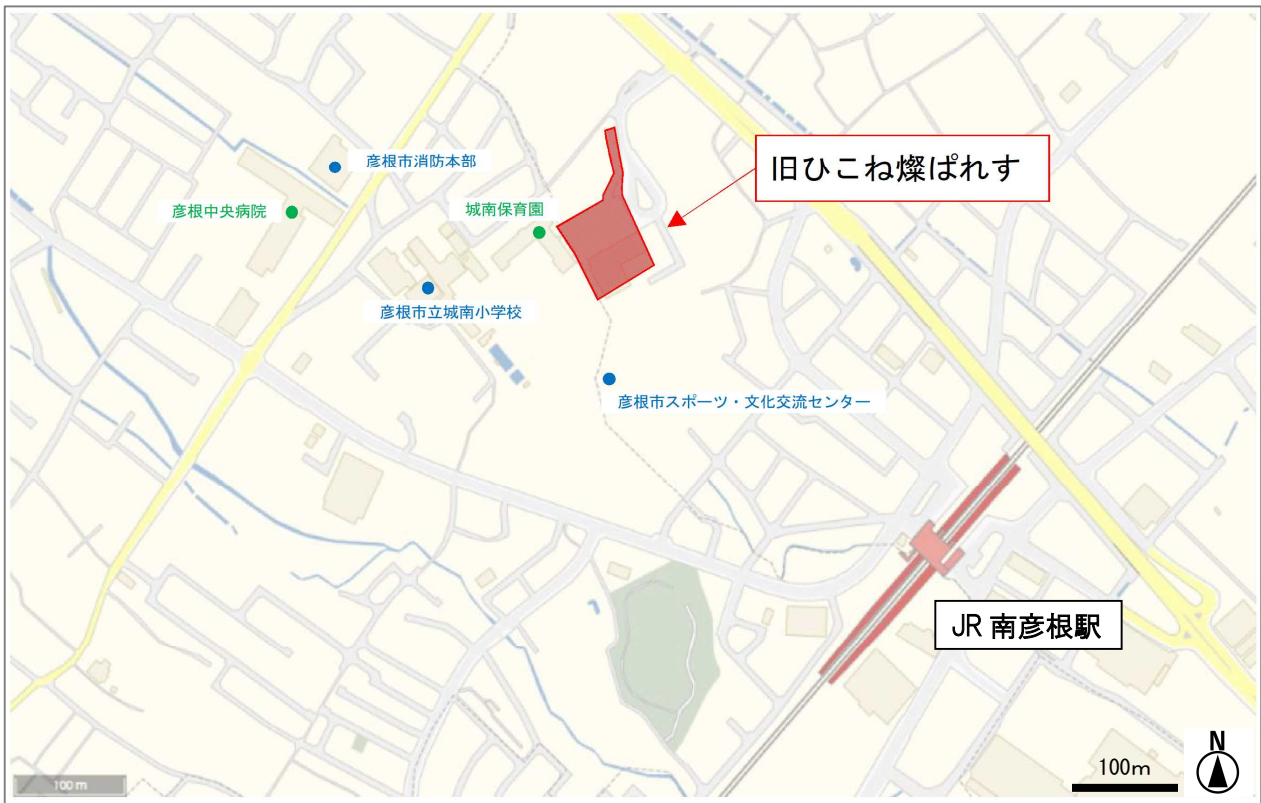 旧ひこね燦ぱれす
彦根市消防本部
彦根中央病院
城南保育園
彦根市立城南小学校
彦根市スポーツ・文化交流センター
JR 南彦根駅
N
100m
100 m